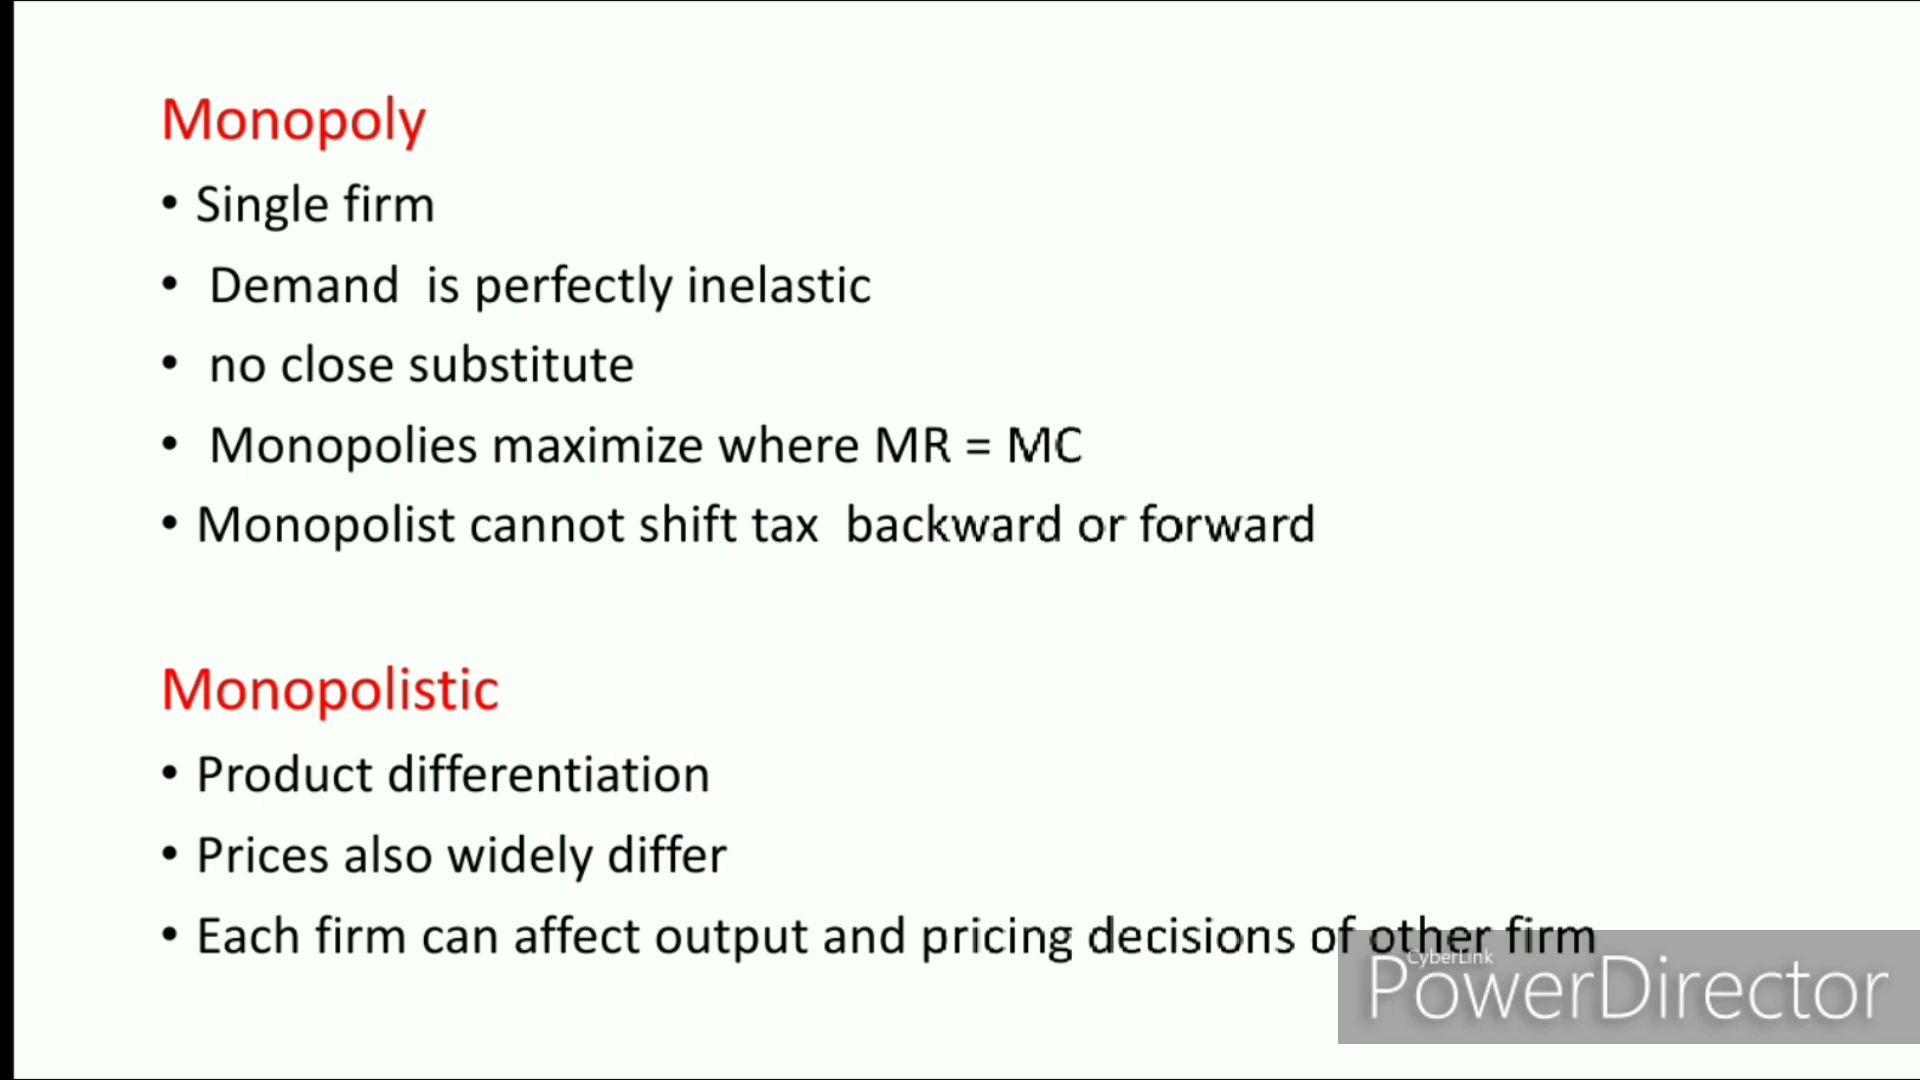 Monopoly
• Single firm
• Demand is perfectly inelastic
• no close substitute
• Monopolies maximize where MR = MC
• Monopolist cannot shift tax backward or forward
Monopolistic
• Product differentiation
• Prices also widely differ
• Each firm can affect output and pricing decisions of other firm
CyberLink
PowerDirector